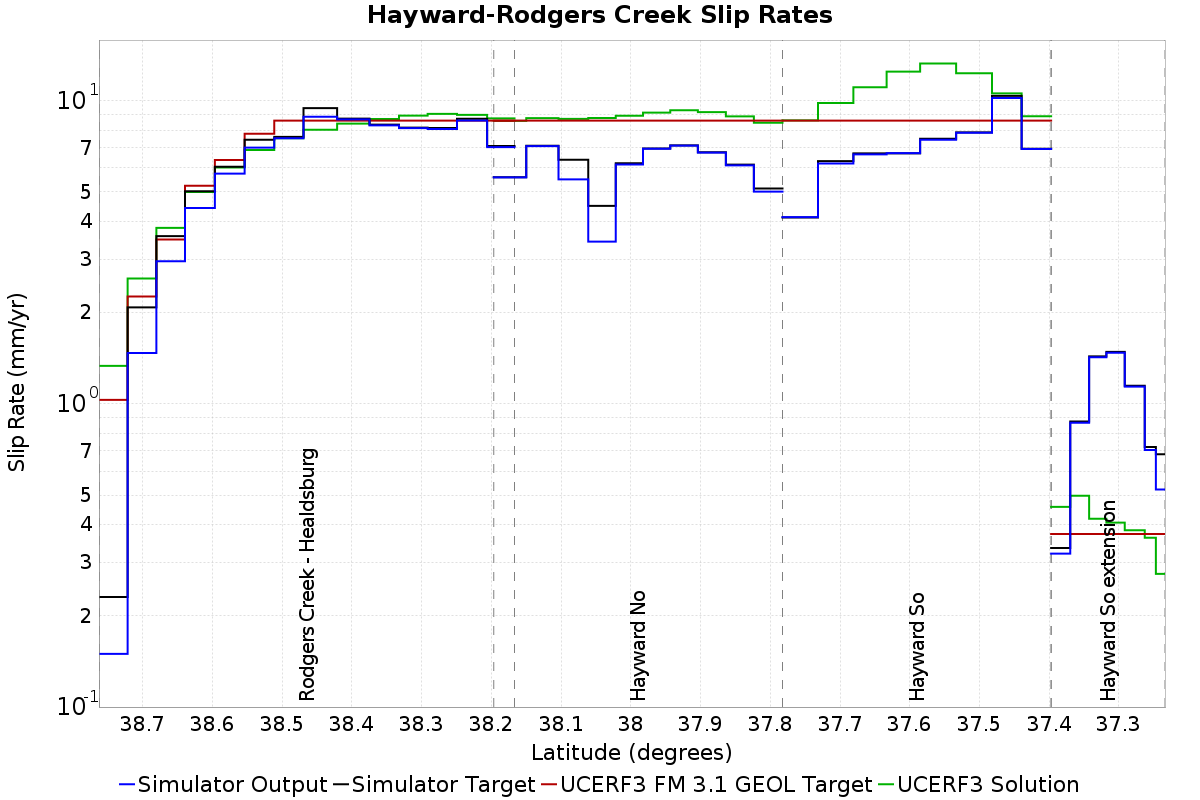 Hayward-Rodgers Creek Slip Rates
Slip Rate (mm/yr)
10^1
7
5
4
3
2
10^0
7
5
4
3
2
10^-1
Rodgers Creek - Healdsburg
Hayward No
Hayward So
Hayward So extension
38.7 38.6 38.5 38.4 38.3 38.2 38.1 38 37.9 37.8 37.7 37.6 37.5 37.4 37.3
Latitude (degrees)
Simulator Output Simulator Target UCERF3 FM 3.1 GEOL Target UCERF3 Solution